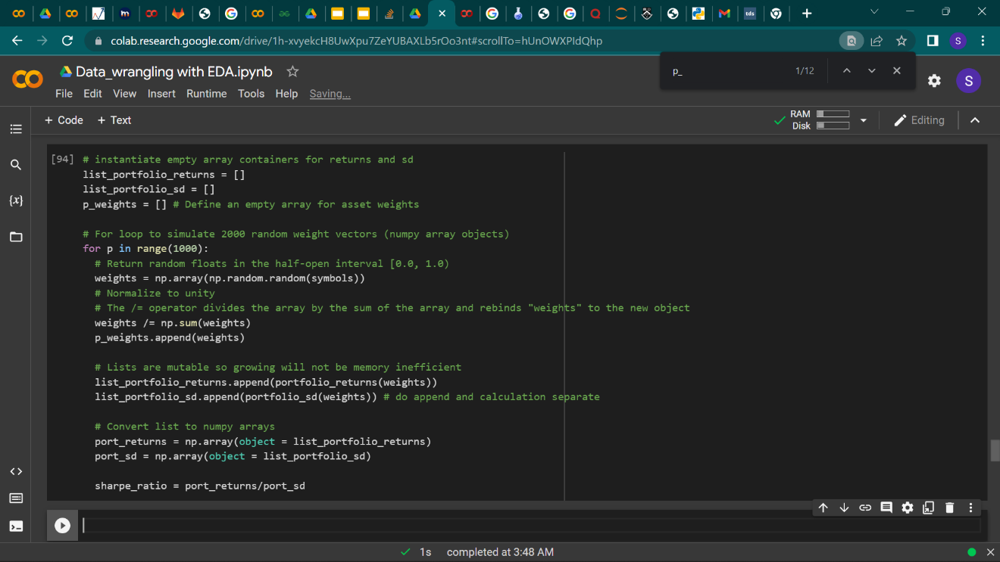 tds
colab.research.google.com/drive/1h-xvyekcH8UwXpu7ZeYUBAXLb5rOo3nt#scrollTo=hUnOWXPIdQhp
S
Data_wrangling with EDA.ipynb
p_ 1/12
S
File Edit View Insert Runtime Tools Help Saving...
+ Code + Text
RAM
Disk
Editing
[94] # instantiate empty array containers for returns and sd
list_portfolio_returns = []
list_portfolio_sd = []
p_weights = [] # Define an empty array for asset weights
# For loop to simulate 2000 random weight vectors (numpy array objects)
for p in range(1000):
# Return random floats in the half-open interval [0.0, 1.0)
weights = np.array(np.random.random(symbols))
# Normalize to unity
# The /= operator divides the array by the sum of the array and rebinds "weights" to the new object
weights /= np.sum(weights)
p_weights.append(weights)
# Lists are mutable so growing will not be memory inefficient
list_portfolio_returns.append(portfolio_returns(weights))
list_portfolio_sd.append(portfolio_sd(weights)) # do append and calculation separate
# Convert list to numpy arrays
port_returns = np.array(object = list_portfolio_returns)
port_sd = np.array(object = list_portfolio_sd)
sharpe_ratio = port_returns/port_sd
1s completed at 3:48 AM